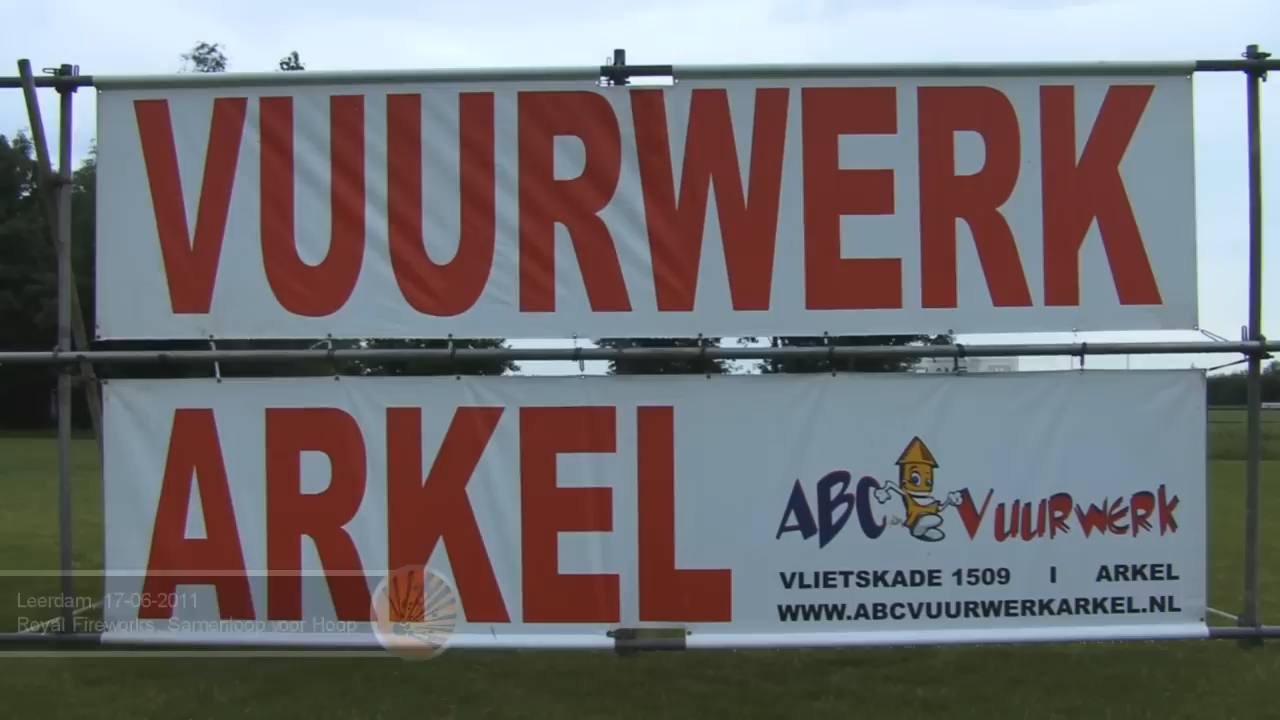 VUURWERK
ARKEL
ABC VUURWERK
VLIETSKADE 1509 I ARKEL
WWW.ABCVUURWERKARKEL.NL
Leerdam, 17-06-2011
Royal Fireworks, Samenloop voor Hoop